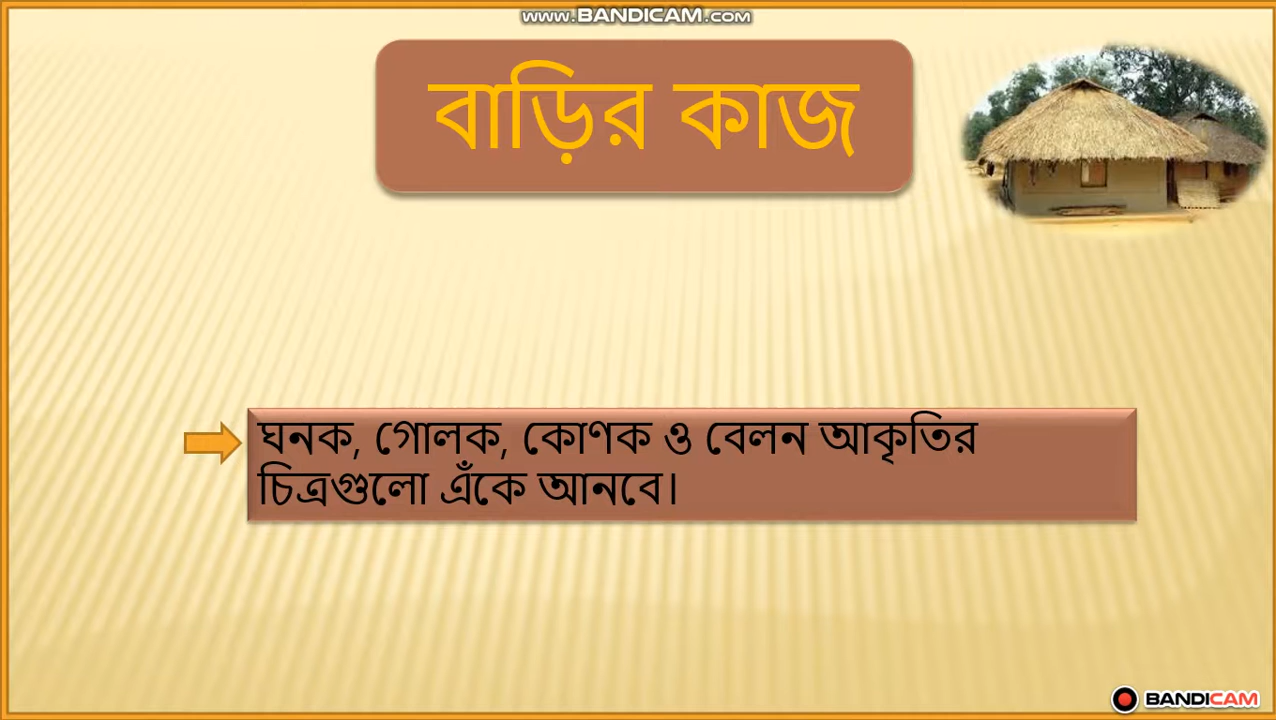 www.BANDICAM.com
বাড়ির কাজ
ঘনক, গোলক, কোণক ও বেলন আকৃতির
চিত্রগুলো এঁকে আনবে।
BANDICAM